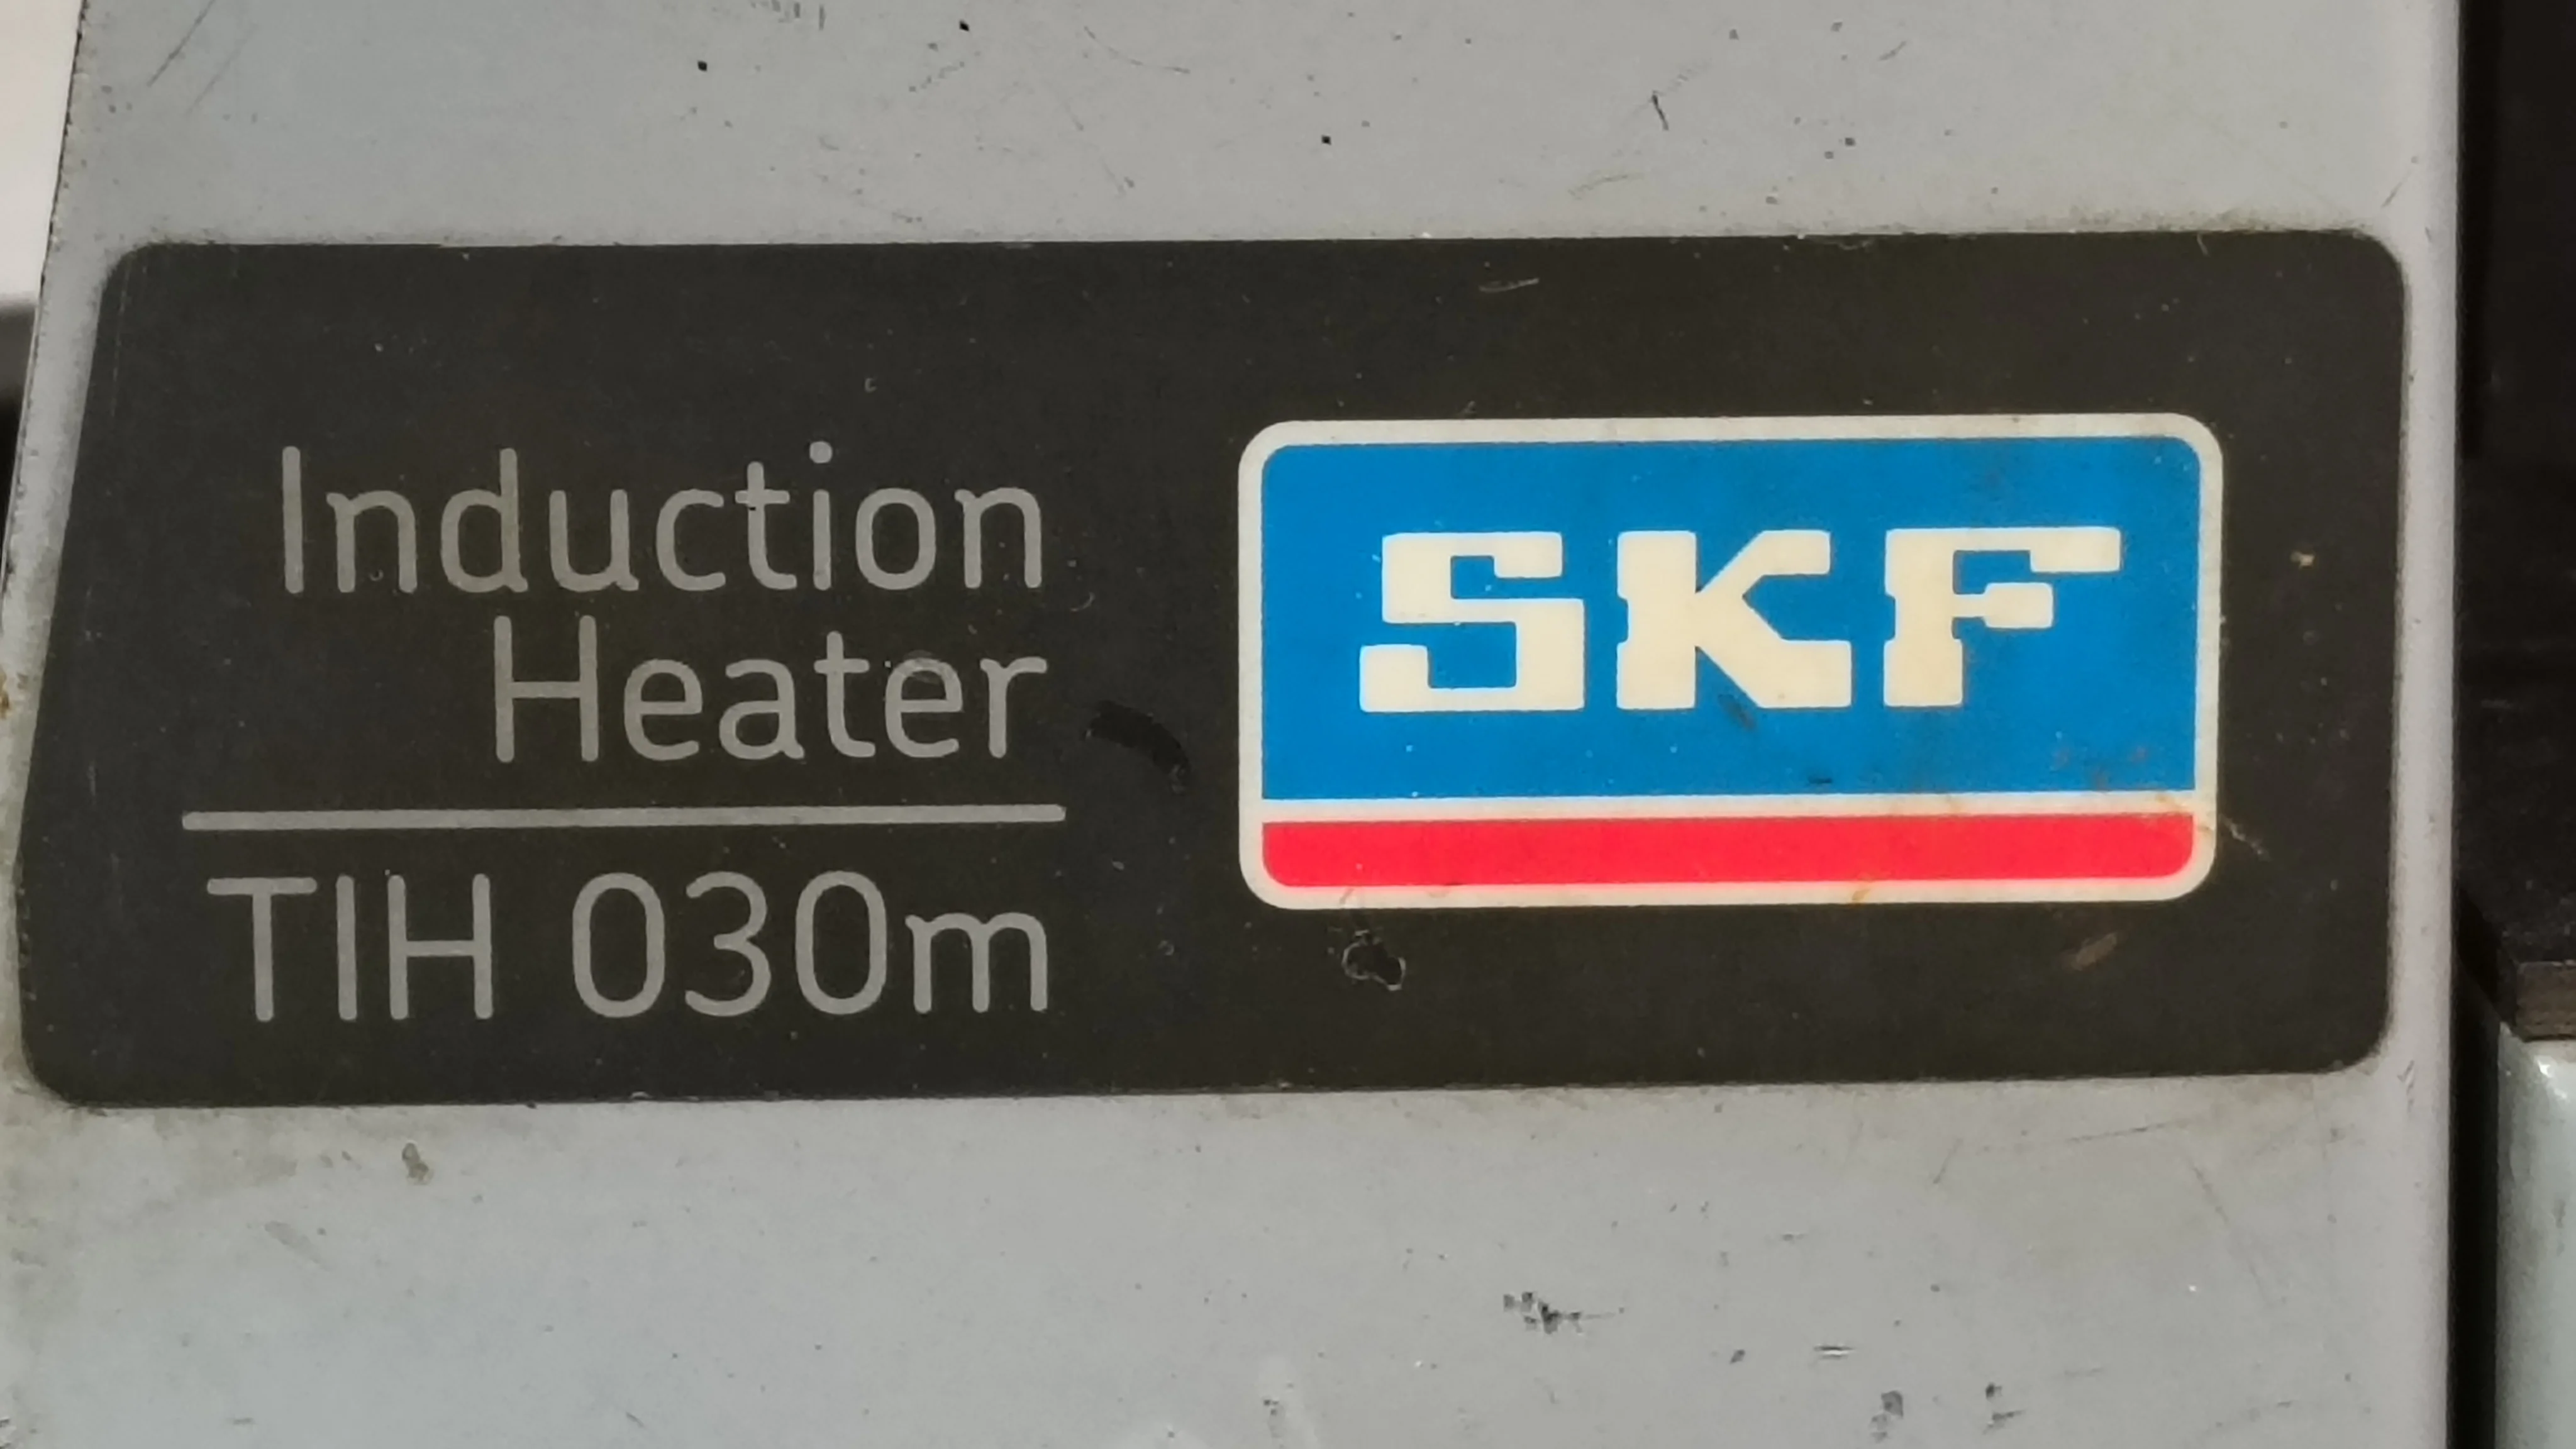 Induction
Heater
TIH 030m
SKF